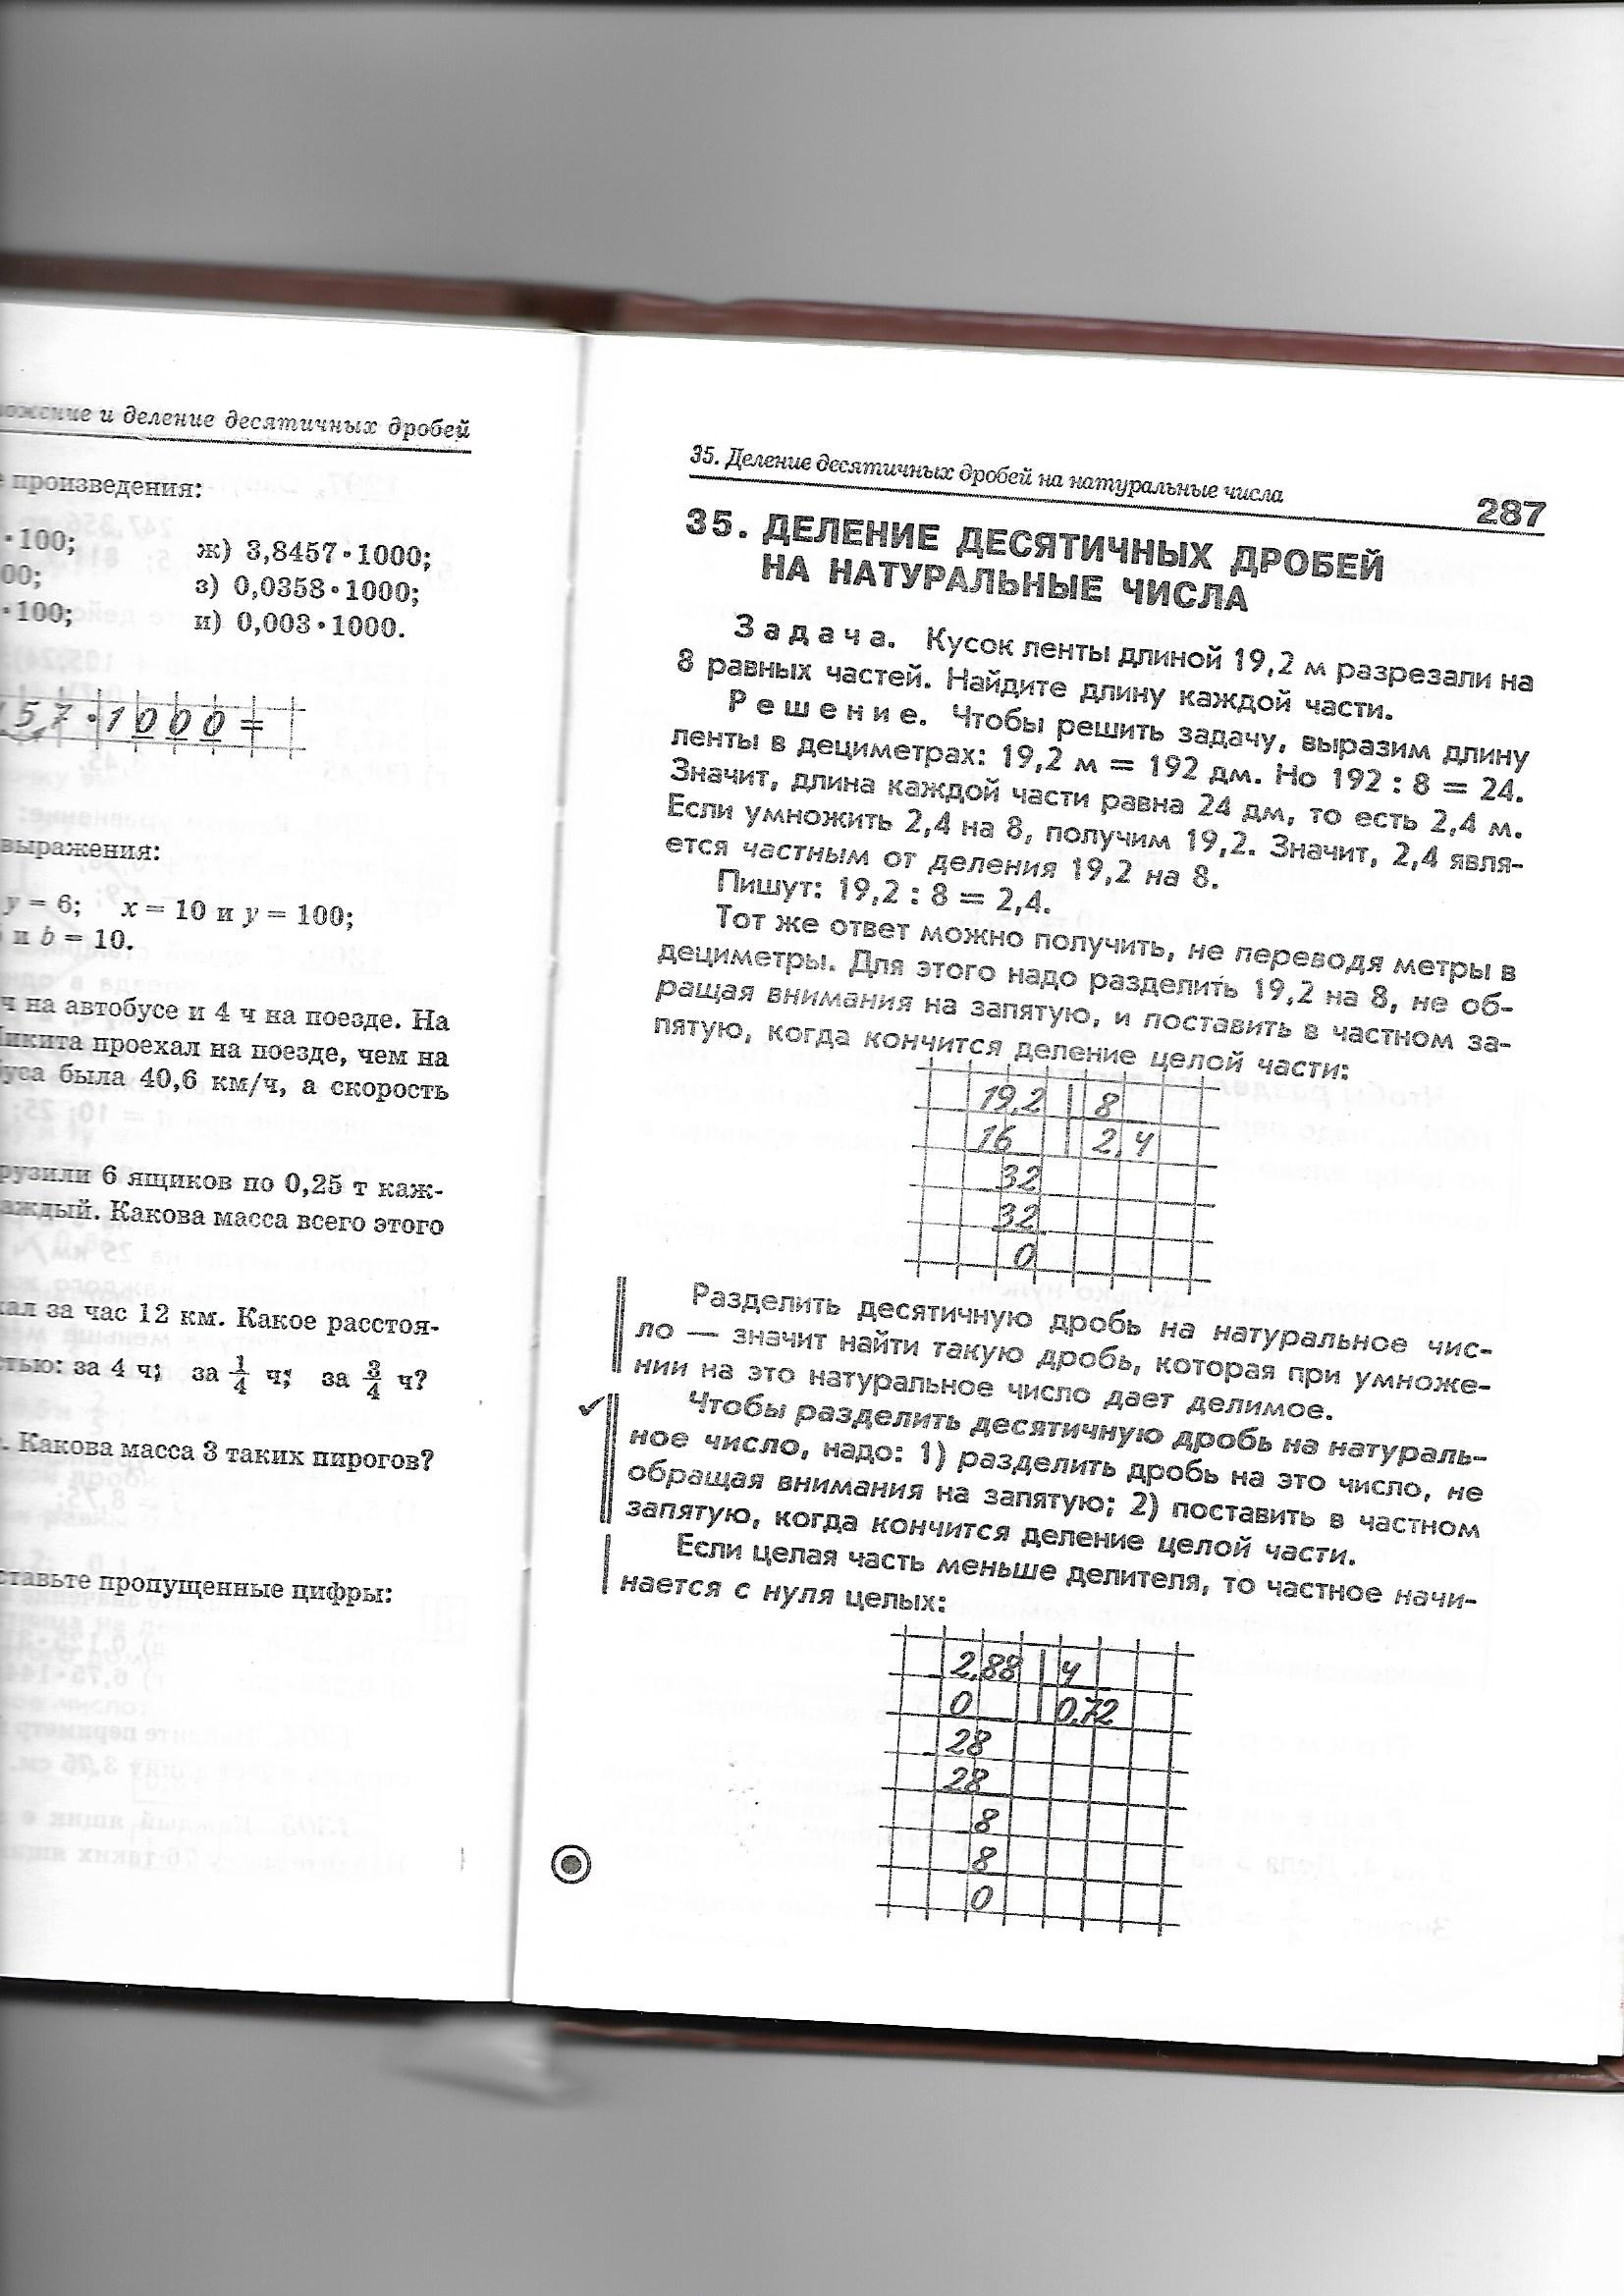 и деление десятичных дробей
произведения:
• 100;
00;
• 100;
ж) 3,8457 • 1000;
з) 0,0358 • 1000;
и) 0,003 • 1000.
57 • 1000 =
выражения:
y = 6; x = 10 и y = 100;
и b = 10.
ч на автобусе и 4 ч на поезде. На
проехал на поезде, чем на
была 40,6 км/ч, а скорость
6 ящиков по 0,25 т каж-
Какова масса всего этого
за час 12 км. Какое расстоя-
за 4 ч; за 1/4 ч; за 3/4 ч?
Какова масса 3 таких пирогов?
пропущенные цифры:
35. Деление десятичных дробей на натуральные числа
287
35. ДЕЛЕНИЕ ДЕСЯТИЧНЫХ ДРОБЕЙ
НА НАТУРАЛЬНЫЕ ЧИСЛА
Задача. Кусок ленты длиной 19,2 м разрезали на
8 равных частей. Найдите длину каждой части.
Решение. Чтобы решить задачу, выразим длину
ленты в дециметрах: 19,2 м = 192 дм. Но 192 : 8 = 24.
Значит, длина каждой части равна 24 дм, то есть 2,4 м.
Если умножить 2,4 на 8, получим 19,2. Значит, 2,4 явля-
ется частным от деления 19,2 на 8.
Пишут: 19,2 : 8 = 2,4.
Тот же ответ можно получить, не переводя метры в
дециметры. Для этого надо разделить 19,2 на 8, не об-
ращая внимания на запятую, и поставить в частном за-
пятую, когда кончится деление целой части:
19,2 8
16 2,4
32
32
0
Разделить десятичную дробь на натуральное чис-
ло — значит найти такую дробь, которая при умноже-
нии на это натуральное число дает делимое.
Чтобы разделить десятичную дробь на натураль-
ное число, надо: 1) разделить дробь на это число, не
обращая внимания на запятую; 2) поставить в частном
запятую, когда кончится деление целой части.
Если целая часть меньше делителя, то частное начи-
нается с нуля целых:
2,88 4
0 0,72
28
28
8
8
0